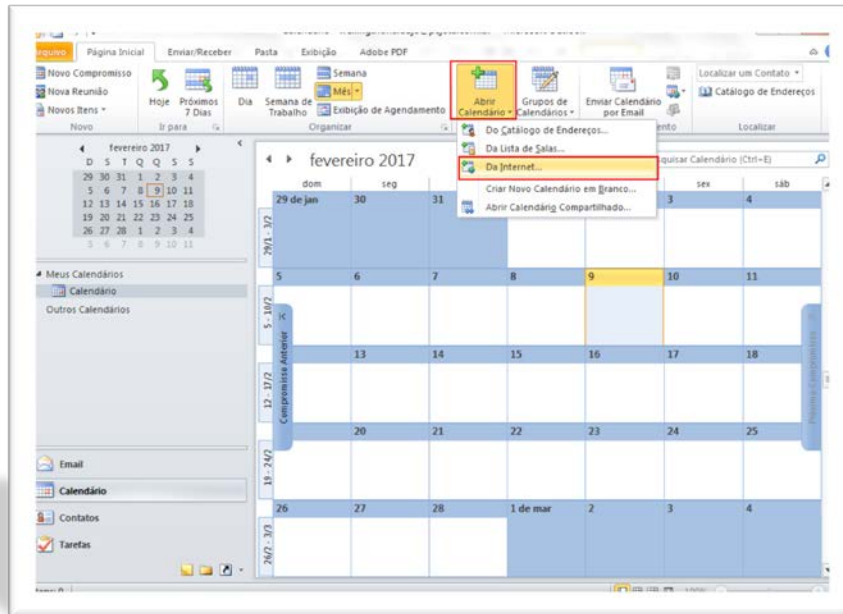 Arquivo Página Inicial Enviar/Receber Pasta Exibição Adobe PDF
Novo Compromisso
Nova Reunião
Novos Itens
Hoje
Próximos 7 Dias
Dia
Semana de Trabalho
Semana
Mês
Exibição de Agendamento
Abrir Calendário
Grupos de Calendários
Enviar Calendário por Email
Localizar um Contato
Catálogo de Endereços
Novo Ir para Organizar Localizar
Do Catálogo de Endereços...
Da Lista de Salas...
Da Internet...
Criar Novo Calendário em Branco...
Abrir Calendário Compartilhado...
fevereiro 2017
D S T Q Q S S
29 30 31 1 2 3 4
5 6 7 8 9 10 11
12 13 14 15 16 17 18
19 20 21 22 23 24 25
26 27 28 1 2 3 4
5 6 7 8 9 10 11
Meus Calendários
Calendário
Outros Calendários
Email
Calendário
Contatos
Tarefas
fevereiro 2017
Calendário (Ctrl+E)
dom seg sex sáb
29/1 - 3/2
29 de jan 30 31 3 4
5 - 10/2
5 6 7 8 9 10 11
12 - 17/2
13 14 15 16 17 18
19 - 24/2
20 21 22 23 24 25
26/2 - 3/3
26 27 28 1 de mar 2 3 4
Compromisso Anterior
Próximo Compromisso